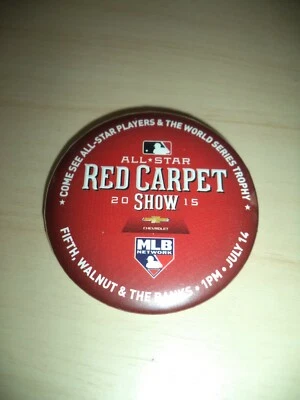 ★ COME SEE ALL-STAR PLAYERS & THE WORLD SERIES TROPHY ★
ALL★STAR
RED CARPET
20 SHOW 15
CHEVROLET
MLB
NETWORK
FIFTH, WALNUT & THE BANKS • 1PM • JULY 14